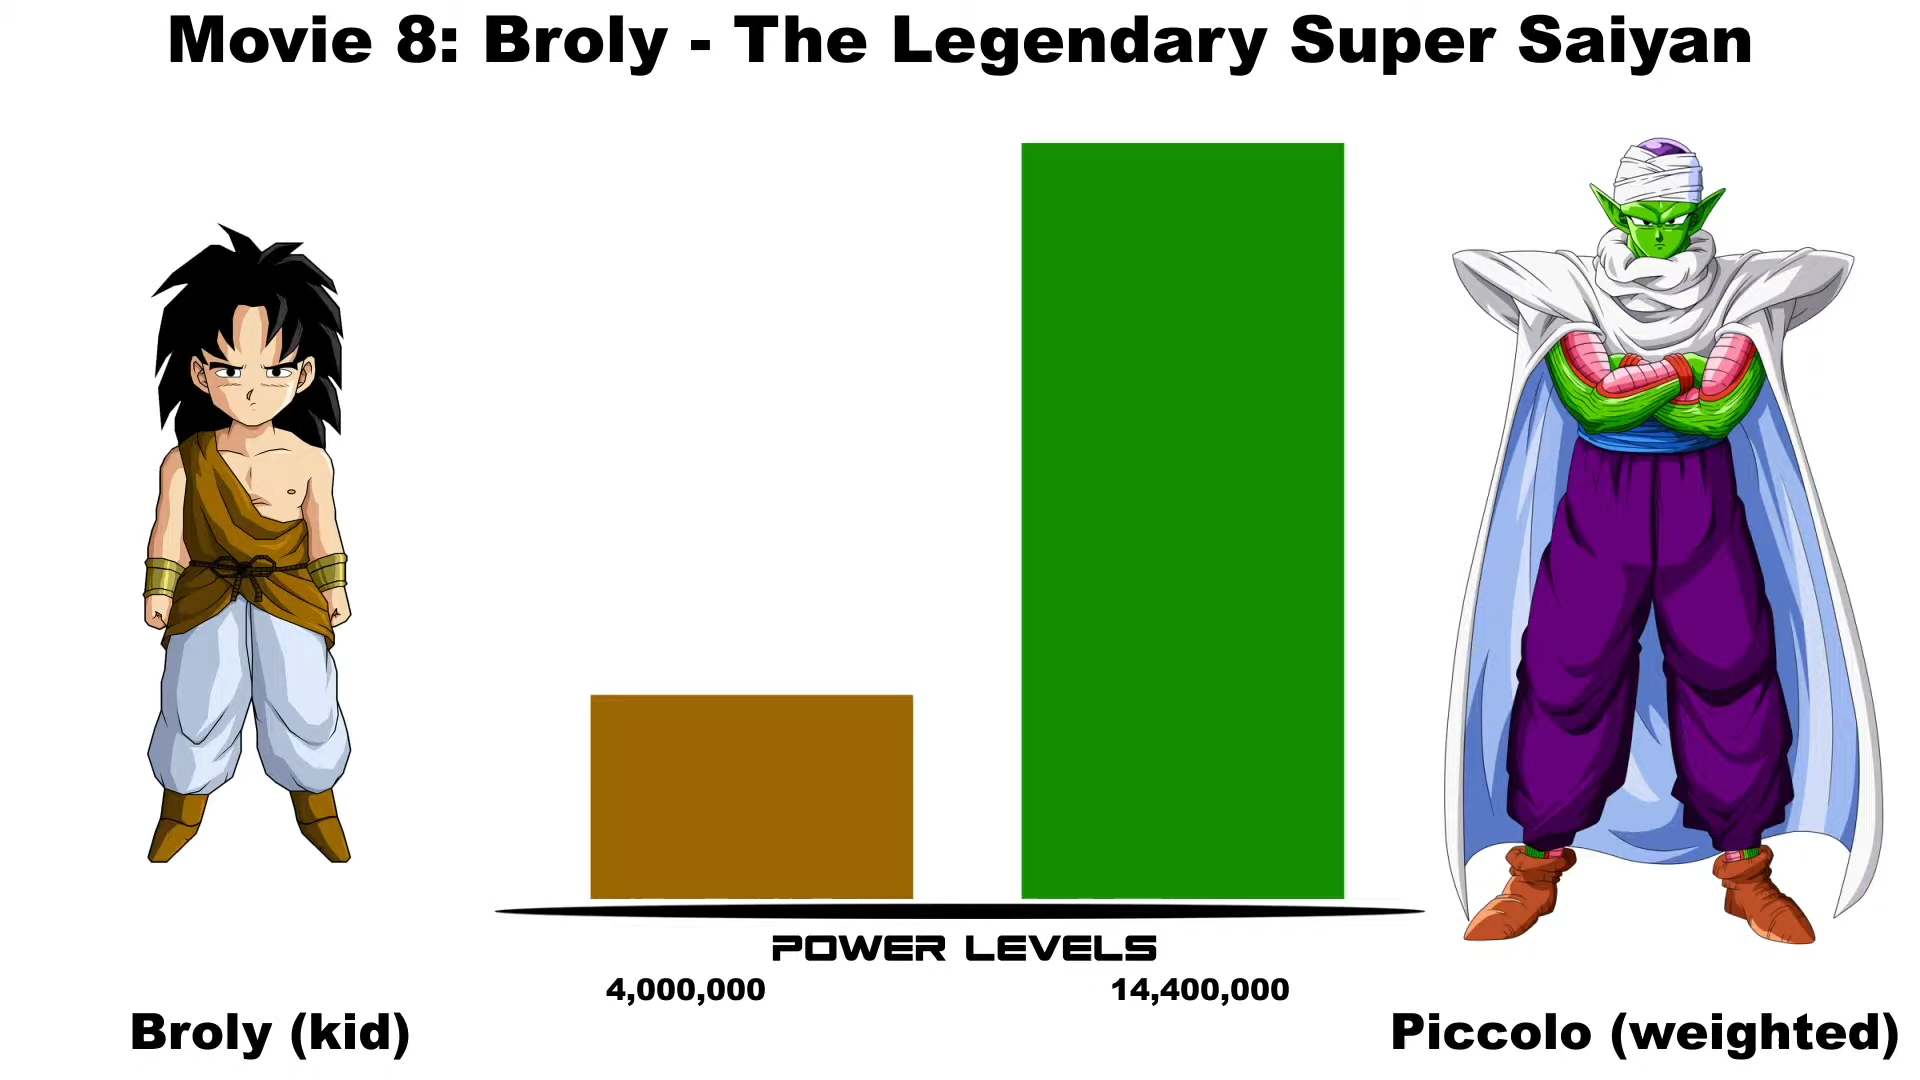 Movie 8: Broly - The Legendary Super Saiyan
POWER LEVELS
4,000,000 14,400,000
Broly (kid) Piccolo (weighted)